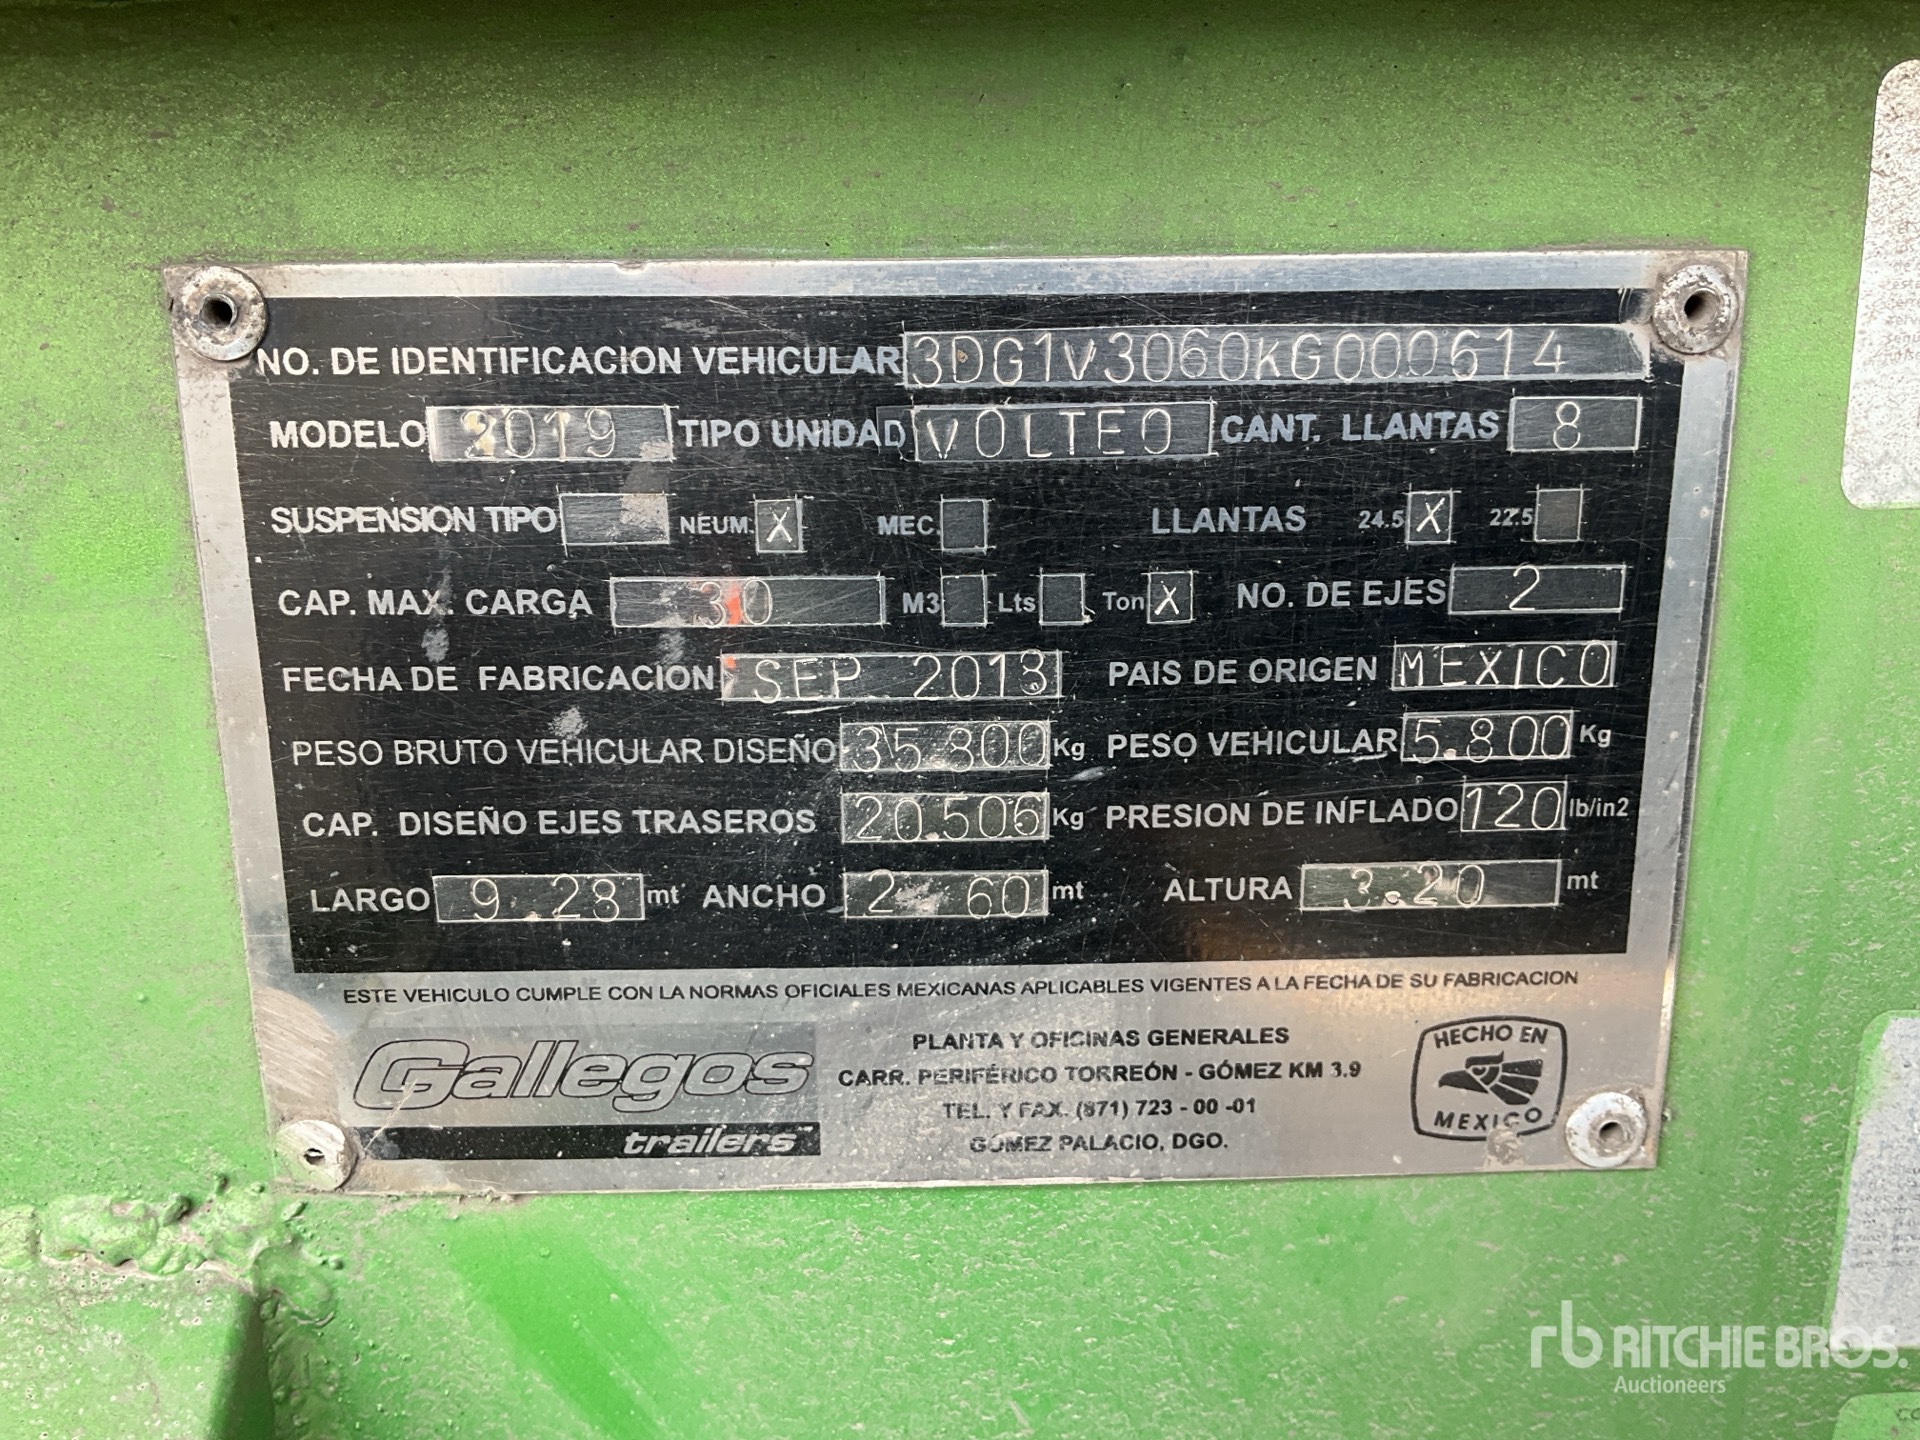 NO. DE IDENTIFICACION VEHICULAR 3DG1V3060KG000614
MODELO 2019 TIPO UNIDAD VOLTEO CANT. LLANTAS 8
SUSPENSION TIPO NEUM. X MEC. LLANTAS 24.5 X 22.5
CAP. MAX. CARGA 30 M3 Lts Ton X NO. DE EJES 2
FECHA DE FABRICACION SEP 2018 PAIS DE ORIGEN MEXICO
PESO BRUTO VEHICULAR DISEÑO 35.800 Kg PESO VEHICULAR 5.800 Kg
CAP. DISEÑO EJES TRASEROS 20.506 Kg PRESION DE INFLADO 120 lb/in2
LARGO 9.28 mt ANCHO 2.60 mt ALTURA 3.20 mt
ESTE VEHICULO CUMPLE CON LA NORMAS OFICIALES MEXICANAS APLICABLES VIGENTES A LA FECHA DE SU FABRICACION
Gallegos
trailers
PLANTA Y OFICINAS GENERALES
CARR. PERIFÉRICO TORREÓN - GÓMEZ KM 3.9
TEL. Y FAX. (871) 723 - 00 -01
GÓMEZ PALACIO, DGO.
HECHO EN
MEXICO
rb RITCHIE BROS.
Auctioneers